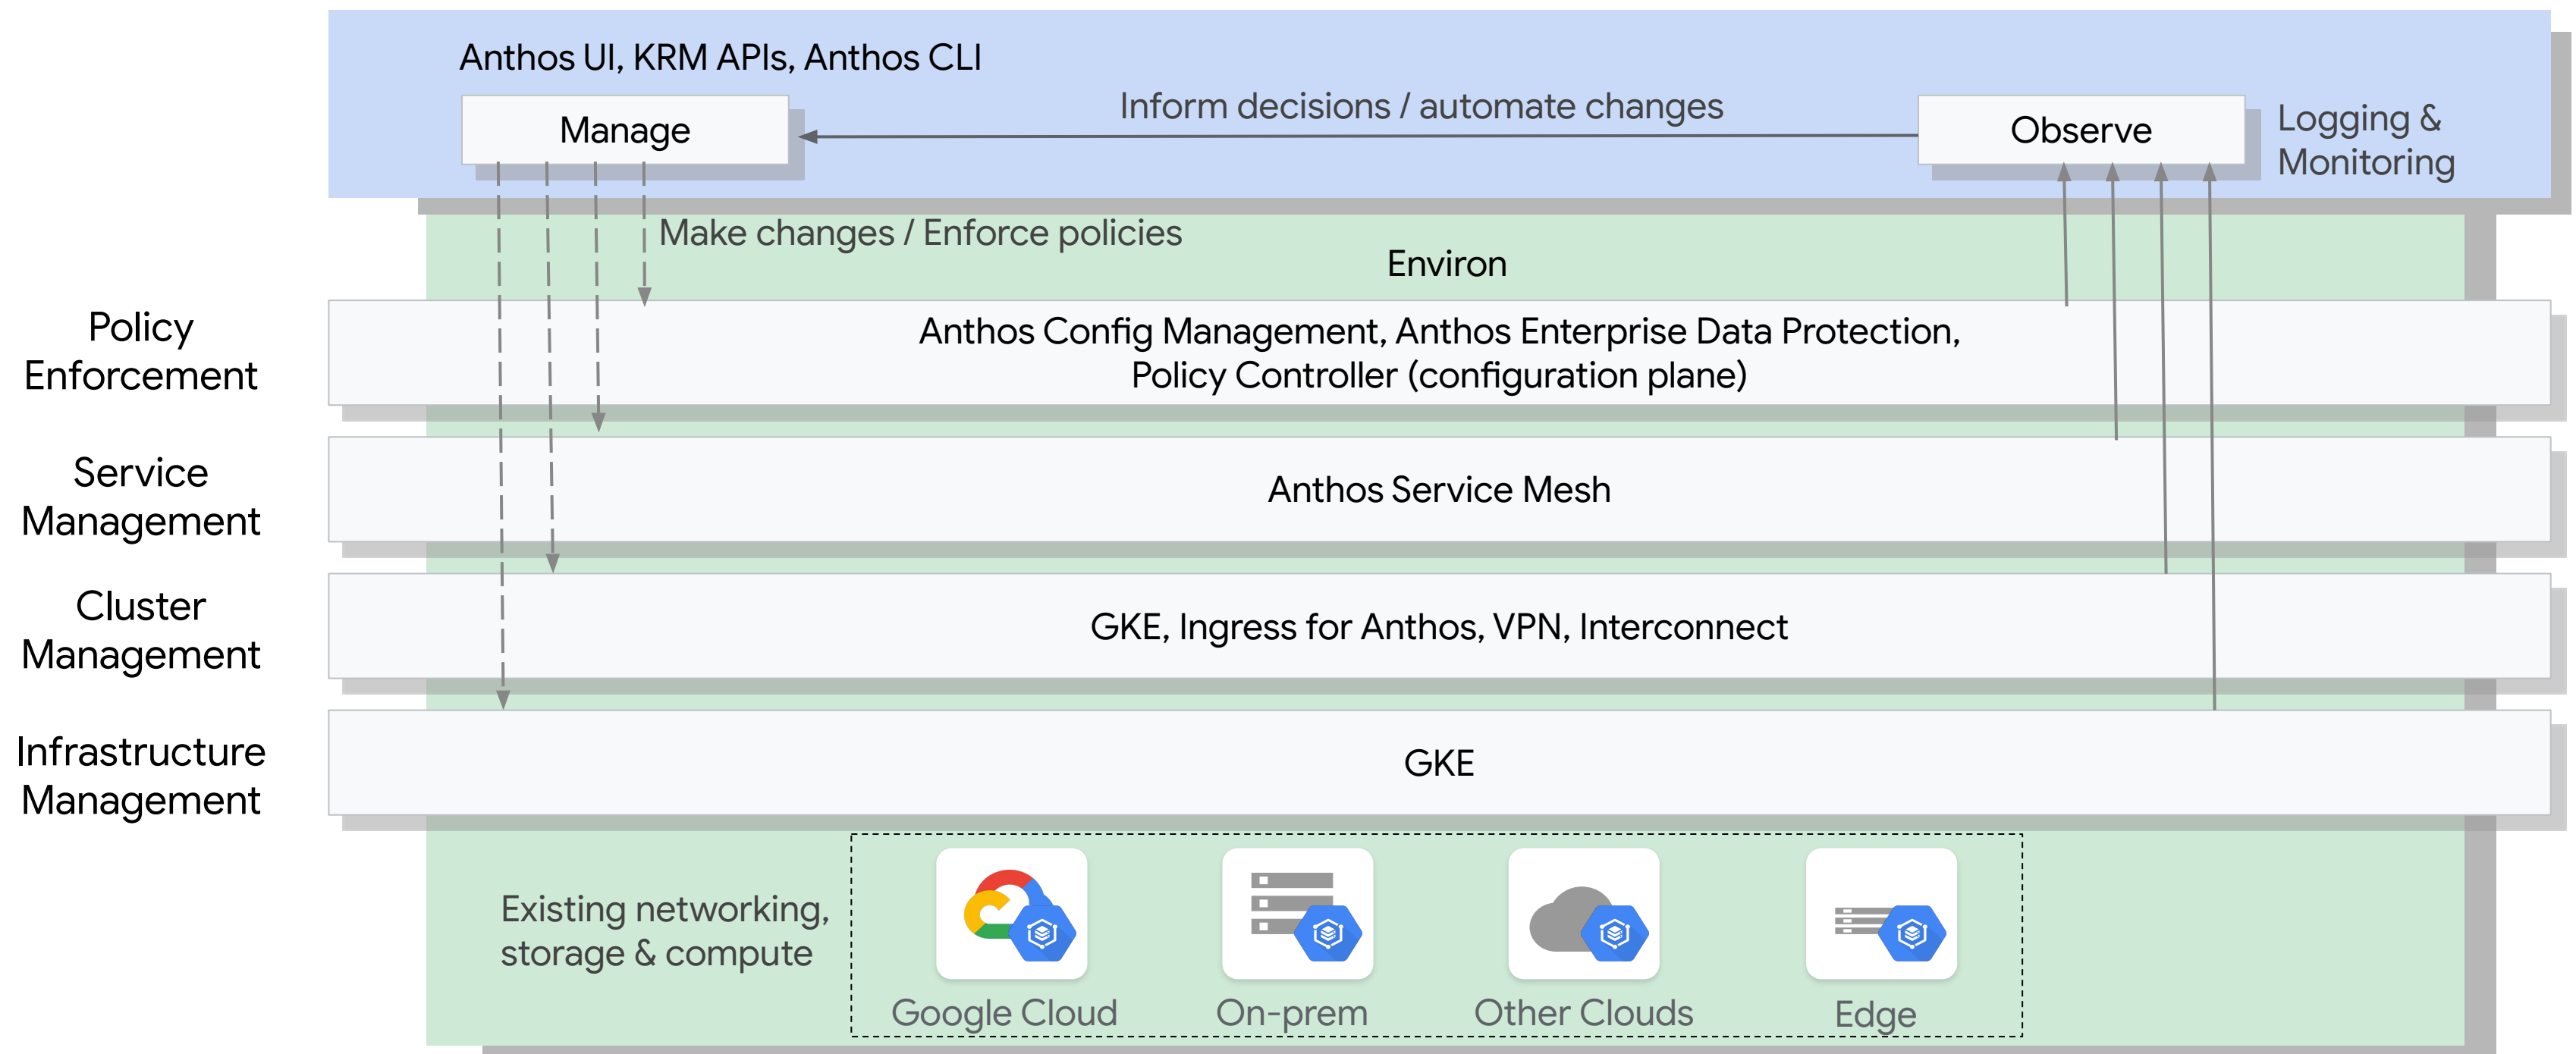 Anthos UI, KRM APIs, Anthos CLI
Manage
Inform decisions / automate changes
Observe
Logging &
Monitoring
Make changes / Enforce policies
Environ
Policy
Enforcement
Anthos Config Management, Anthos Enterprise Data Protection,
Policy Controller (configuration plane)
Service
Management
Anthos Service Mesh
Cluster
Management
GKE, Ingress for Anthos, VPN, Interconnect
Infrastructure
Management
GKE
Existing networking,
storage & compute
Google Cloud
On-prem
Other Clouds
Edge